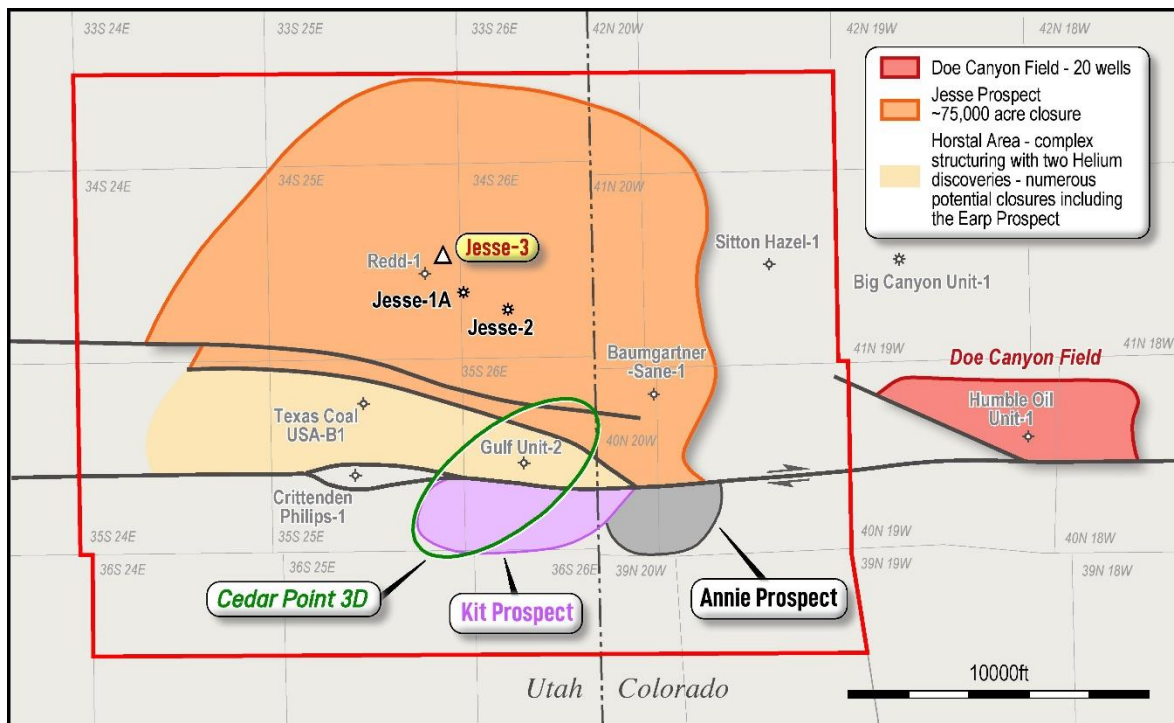 33S 24E
33S 25E
33S 26E
42N 20W
42N 19W
42N 18W
Doe Canyon Field - 20 wells
Jesse Prospect
~75,000 acre closure
Horstal Area - complex
structuring with two Helium
discoveries - numerous
potential closures including
the Earp Prospect
34S 24E
34S 25E
34S 26E
41N 20W
Sitton Hazel-1
Big Canyon Unit-1
Redd-1
Jesse-3
Jesse-1A
Jesse-2
41N 19W
41N 18W
Baumgartner
-Sane-1
35S 26E
Doe Canyon Field
Humble Oil
Unit-1
Texas Coal
USA-B1
Gulf Unit-2
40N 20W
Crittenden
Philips-1
35S 24E
35S 25E
40N 19W
40N 18W
36S 24E
36S 25E
36S 26E
39N 20W
39N 19W
39N 18W
Cedar Point 3D
Kit Prospect
Annie Prospect
10000ft
Utah
Colorado